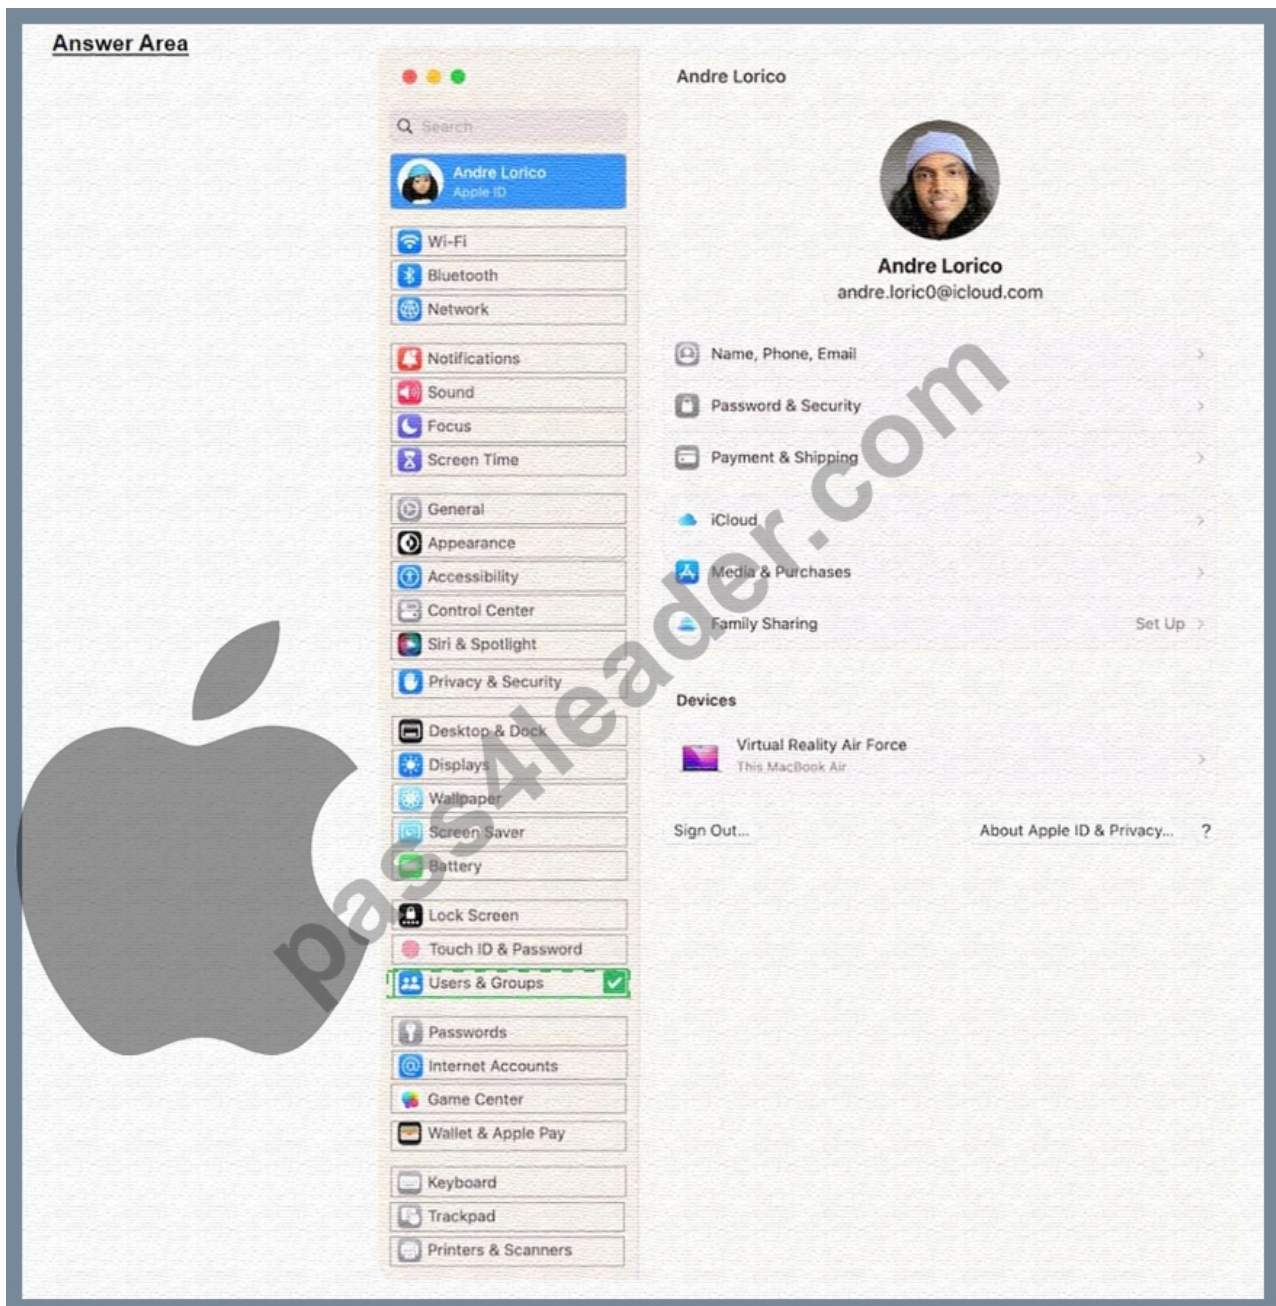 Answer Area
Search
Andre Lorico
Apple ID
Wi-Fi
Bluetooth
Network
Notifications
Sound
Focus
Screen Time
General
Appearance
Accessibility
Control Center
Siri & Spotlight
Privacy & Security
Desktop & Dock
Displays
Wallpaper
Screen Saver
Battery
Lock Screen
Touch ID & Password
Users & Groups
Passwords
Internet Accounts
Game Center
Wallet & Apple Pay
Keyboard
Trackpad
Printers & Scanners
Andre Lorico
Andre Lorico
andre.loric0@icloud.com
Name, Phone, Email
Password & Security
Payment & Shipping
iCloud
Media & Purchases
Family Sharing Set Up
Devices
Virtual Reality Air Force
This MacBook Air
Sign Out... About Apple ID & Privacy... ?
pass4leader.com